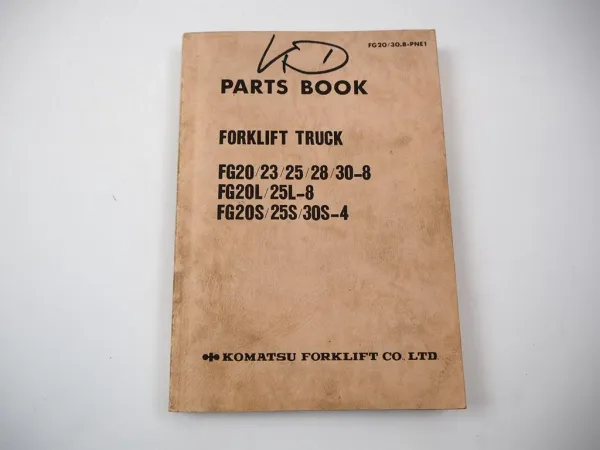 FG20/30.8-PNE1
PARTS BOOK
FORKLIFT TRUCK
FG20/23/25/28/30-8
FG20L/25L-8
FG20S/25S/30S-4
KOMATSU FORKLIFT CO. LTD